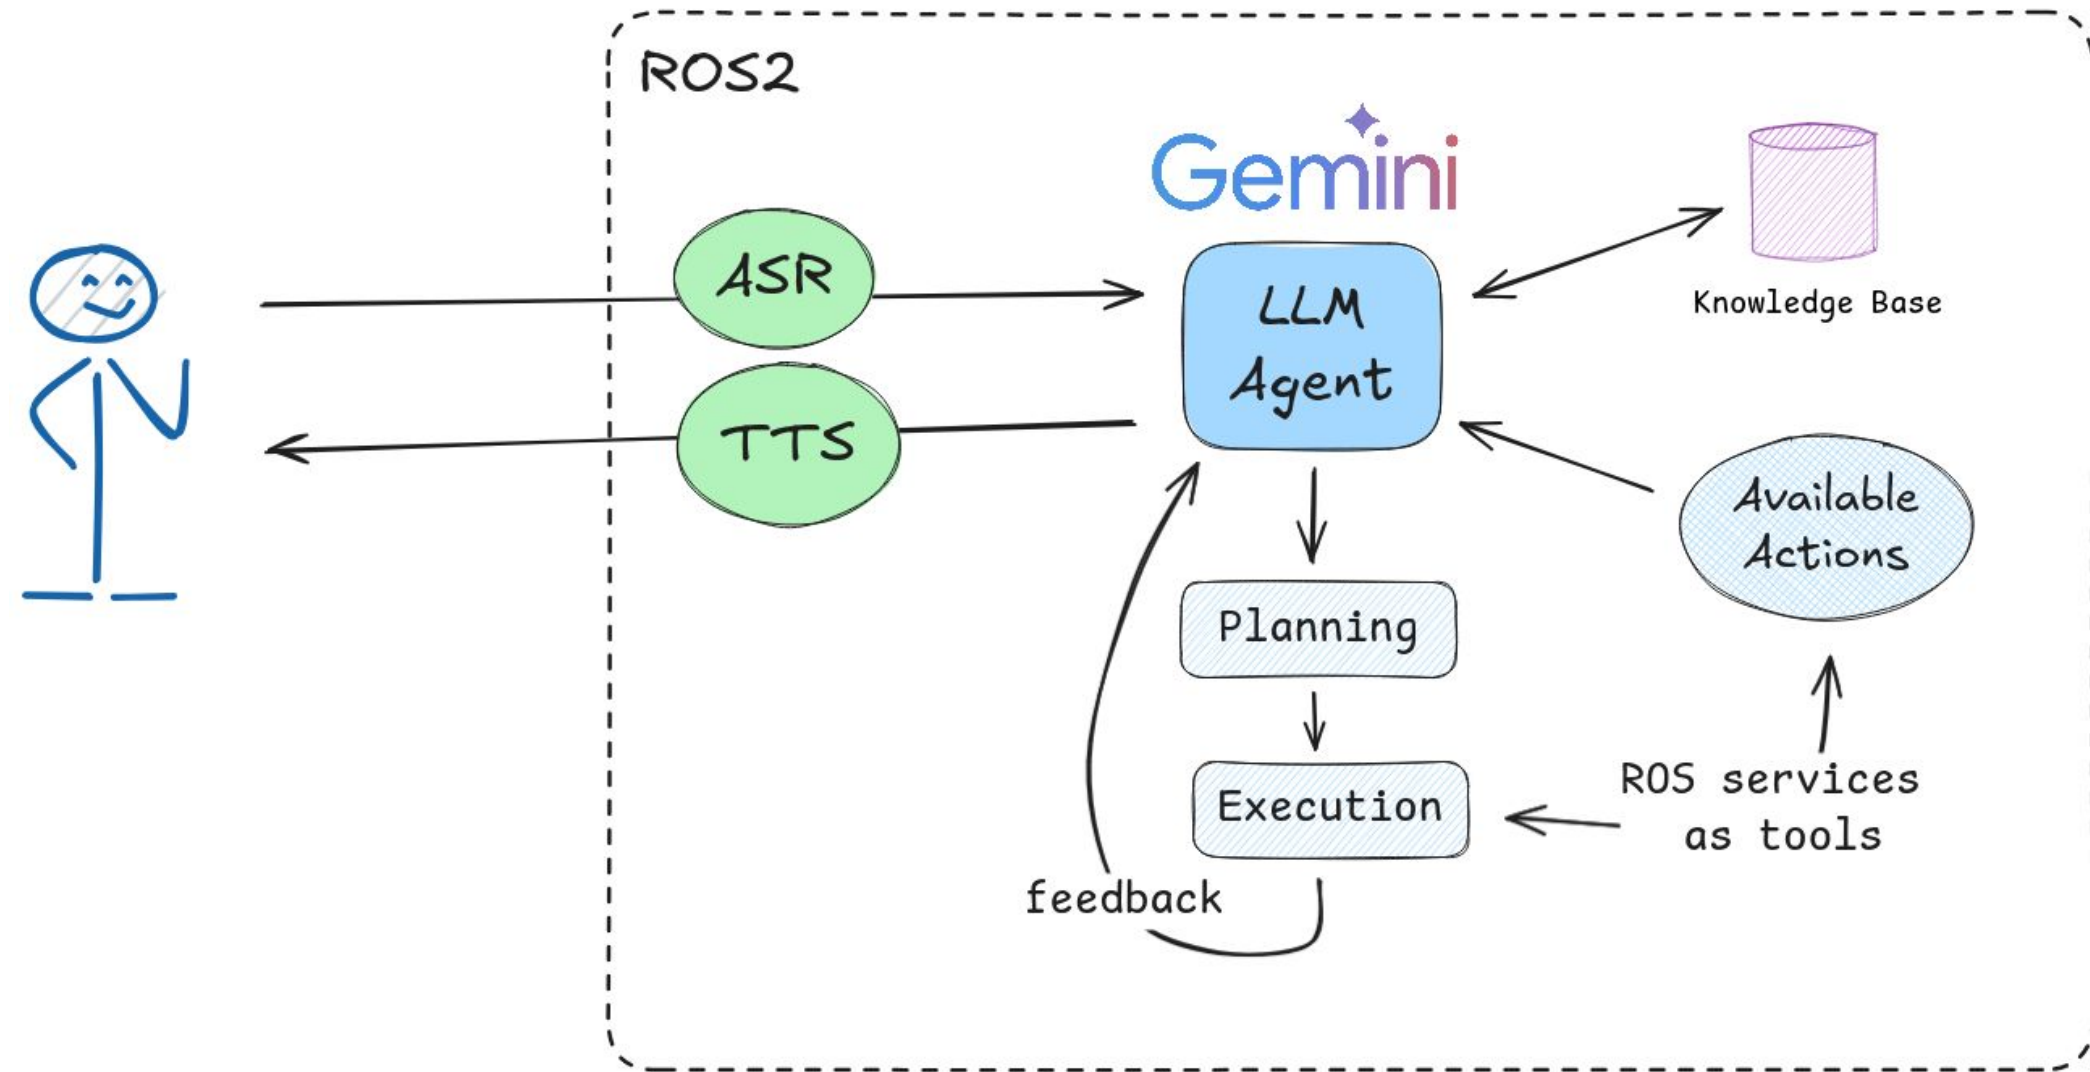 ROS2
Gemini
ASR
LLM
Agent
Knowledge Base
TTS
Available
Actions
Planning
Execution
ROS services
as tools
feedback